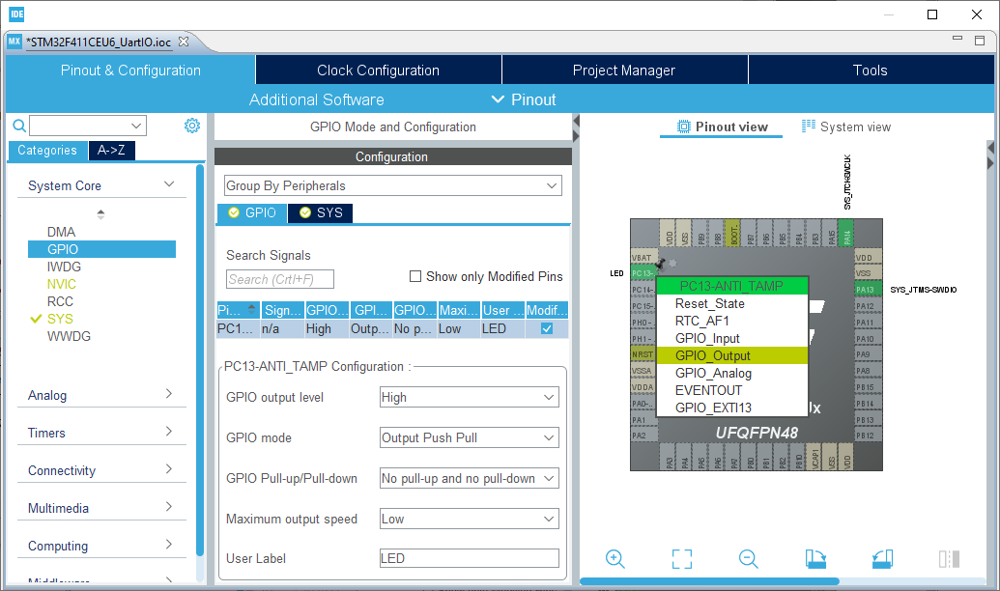 IDE
MX *STM32F411CEU6_UartIO.ioc
Pinout & Configuration
Clock Configuration
Project Manager
Tools
Additional Software
Pinout
Categories
A->Z
System Core
DMA
GPIO
IWDG
NVIC
RCC
SYS
WWDG
Analog
Timers
Connectivity
Multimedia
Computing
Middleware
GPIO Mode and Configuration
Configuration
Group By Peripherals
GPIO
SYS
Search Signals
Search (Crtl+F)
Show only Modified Pins
Pi... Sign... GPIO... GPI... GPIO... Maxi... User ... Modif...
PC1... n/a High Outp... No p... Low LED
PC13-ANTI_TAMP Configuration :
GPIO output level
High
GPIO mode
Output Push Pull
GPIO Pull-up/Pull-down
No pull-up and no pull-down
Maximum output speed
Low
User Label
LED
Pinout view
System view
SYS_JTCK-SWCLK
VDD
VSS
PB9
PB8
BOOT..
PB7
PB6
PB5
PB4
PB3
PA15
PA14
VBAT
LED
PC13-
PC14-..
PC15-..
PH0-..
PH1-..
NRST
VSSA
VDDA
PA0-..
PA1
PA2
PC13-ANTI_TAMP
Reset_State
RTC_AF1
GPIO_Input
GPIO_Output
GPIO_Analog
EVENTOUT
GPIO_EXTI13
Ux
UFQFPN48
VDD
VSS
PA13
SYS_JTMS-SWDIO
PA12
PA11
PA10
PA9
PA8
PB15
PB14
PB13
PB12
PA3
PA4
PA5
PA6
PA7
PB0
PB1
PB2
PB10
VCAP1
VSS
VDD